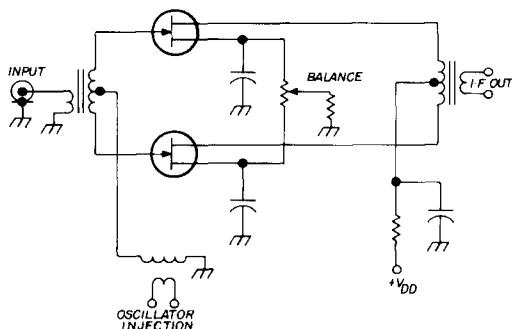 INPUT
BALANCE
I-F OUT
+VDD
OSCILLATOR
INJECTION